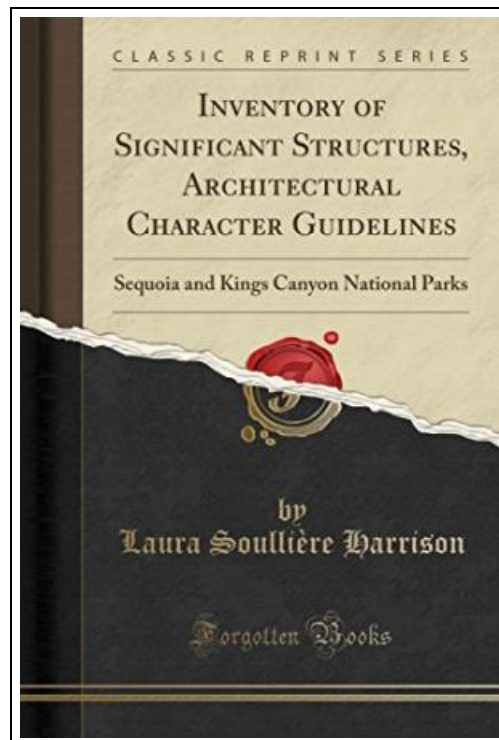 CLASSIC REPRINT SERIES
INVENTORY OF
SIGNIFICANT STRUCTURES,
ARCHITECTURAL
CHARACTER GUIDELINES
Sequoia and Kings Canyon National Parks
by
Laura Soullière Harrison
Forgotten Books